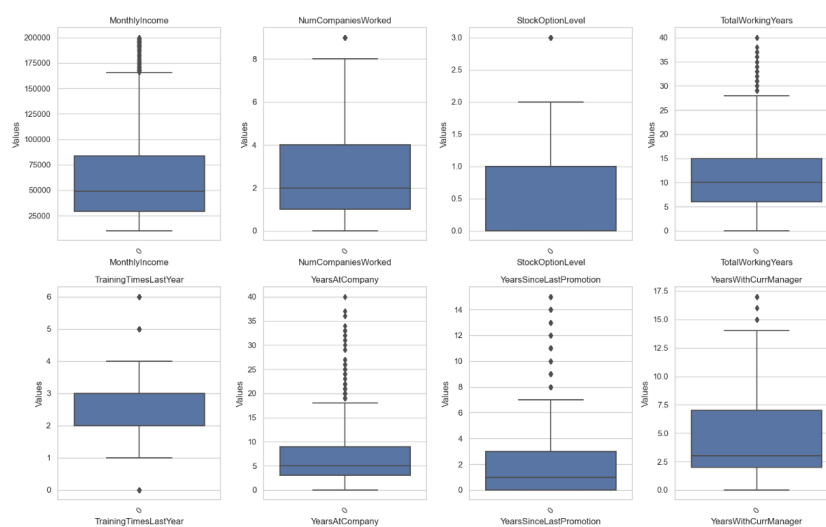 MonthlyIncome NumCompaniesWorked StockOptionLevel TotalWorkingYears
200000 175000 150000 125000 100000 75000 50000 25000
Values
0
MonthlyIncome
8 6 4 2 0
Values
0
NumCompaniesWorked
3.0 2.5 2.0 1.5 1.0 0.5 0.0
Values
0
StockOptionLevel
40 35 30 25 20 15 10 5 0
Values
0
TotalWorkingYears
TrainingTimesLastYear YearsAtCompany YearsSinceLastPromotion YearsWithCurrManager
6 5 4 3 2 1 0
Values
0
TrainingTimesLastYear
40 35 30 25 20 15 10 5 0
Values
0
YearsAtCompany
14 12 10 8 6 4 2 0
Values
0
YearsSinceLastPromotion
17.5 15.0 12.5 10.0 7.5 5.0 2.5 0.0
Values
0
YearsWithCurrManager